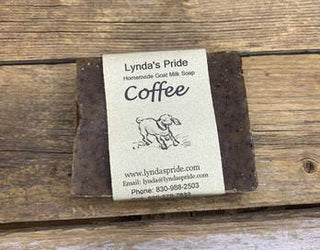 Lynda's Pride
Homemade Goat Milk Soap
Coffee
www.lyndaspride.com
Email: lynda@lyndaspride.com
Phone: 830-988-2503